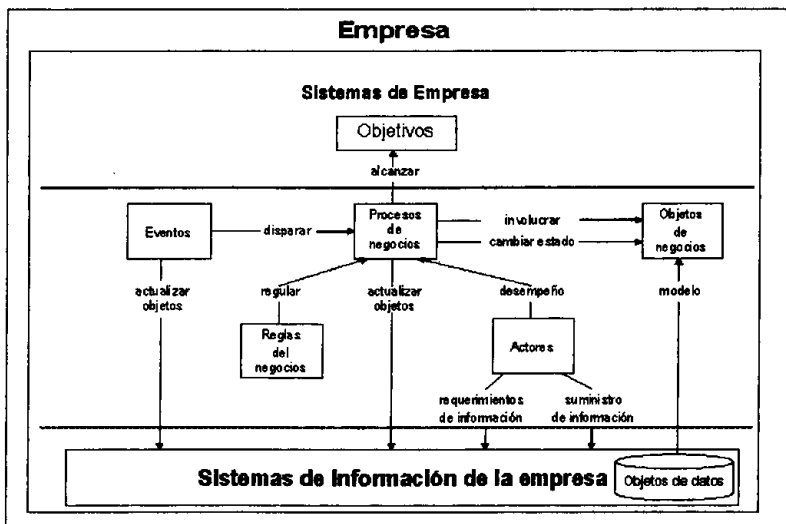 Empresa
Sistemas de Empresa
Objetivos
alcanzar
Eventos
disparar
Procesos
de
negocios
involucrar
cambiar estado
Objetos
de
negocios
actualizar
objetos
regular
actualizar
objetos
desempeño
modelo
Reglas
del
negocios
Actores
requerimientos
de información
suministro
de información
Sistemas de información de la empresa
Objetos de datos